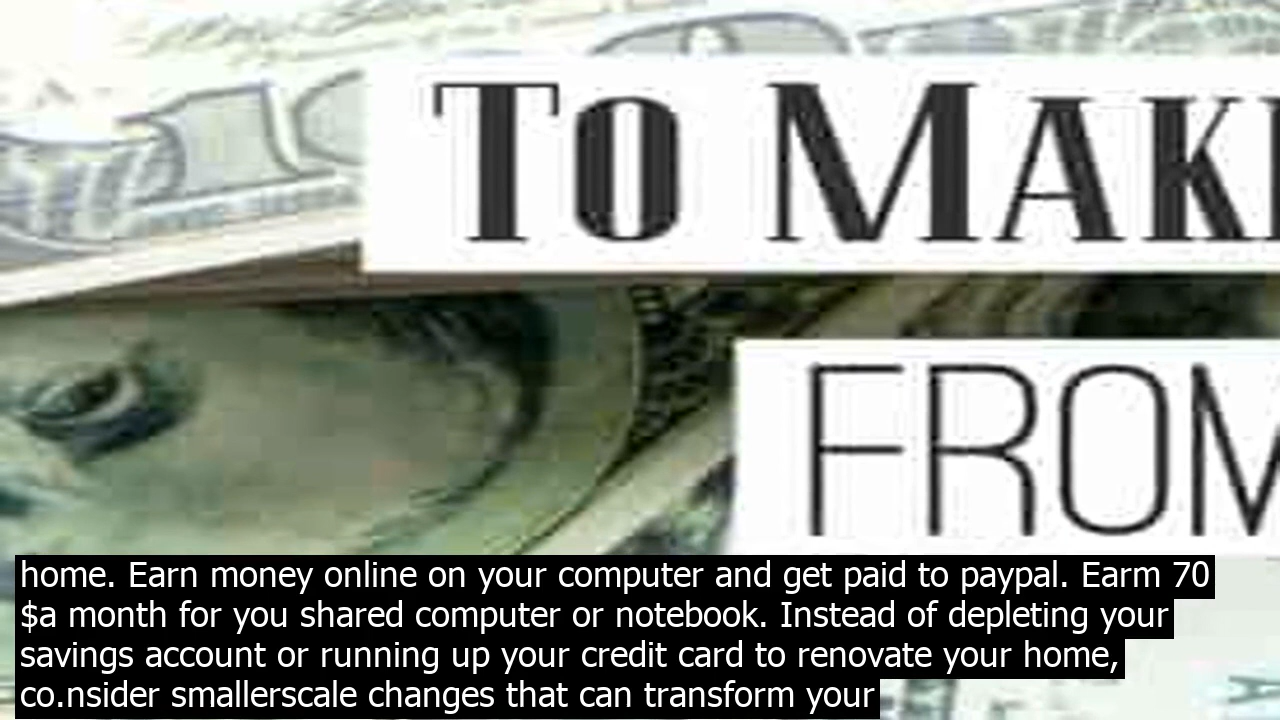 To MAK
FROM
home. Earn money online on your computer and get paid to paypal. Earm 70
$a month for you shared computer or notebook. Instead of depleting your
savings account or running up your credit card to renovate your home,
co.nsider smallerscale changes that can transform your